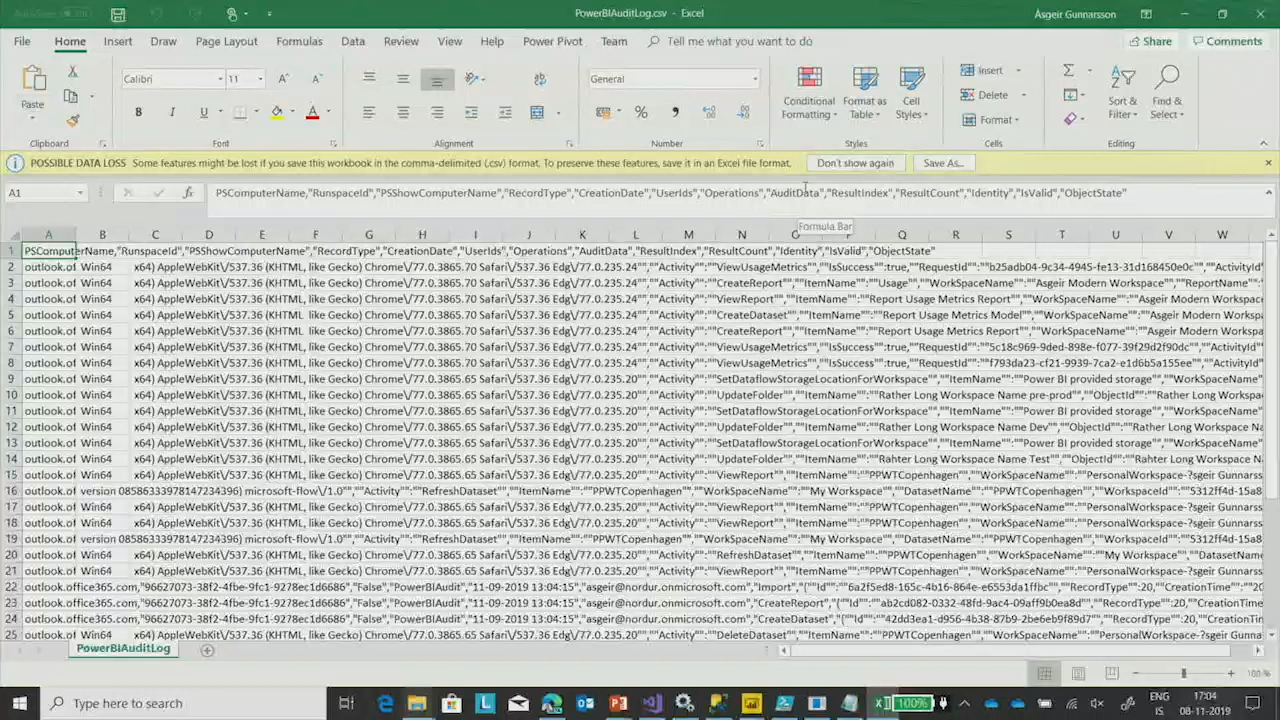 PowerBIAuditLog.csv - Excel
Ásgeir Gunnarsson
File Home Insert Draw Page Layout Formulas Data Review View Help Power Pivot Team Tell me what you want to do Share Comments
Calibri 11 General
Paste
B I U
Conditional Formatting
Format as Table
Cell Styles
Insert
Delete
Format
Sort & Filter
Find & Select
Clipboard Font Alignment Number Styles Cells Editing
POSSIBLE DATA LOSS Some features might be lost if you save this workbook in the comma-delimited (.csv) format. To preserve these features, save it in an Excel file format. Don't show again Save As...
A1 fx PSComputerName,"RunspaceId","PSShowComputerName","RecordType","CreationDate","UserIds","Operations","AuditData","ResultIndex","ResultCount","Identity","IsValid","ObjectState"
Formula Bar
A B C D E F G H I J K L M N O P Q R S T U V W
1 PSComputerName,"RunspaceId","PSShowComputerName","RecordType","CreationDate","UserIds","Operations","AuditData","ResultIndex","ResultCount","Identity","IsValid","ObjectState"
2 outlook.of Win64 x64) AppleWebKit\/537.36 (KHTML, like Gecko) Chrome\/77.0.3865.70 Safari\/537.36 Edg\/77.0.235.24"",""Activity"":""ViewUsageMetrics"",""IsSuccess"":true,""RequestId"":""b25adb04-9c34-4945-fe13-31d168450e0c"",""ActivityId
3 outlook.of Win64 x64) AppleWebKit\/537.36 (KHTML, like Gecko) Chrome\/77.0.3865.70 Safari\/537.36 Edg\/77.0.235.24"",""Activity"":""CreateReport"",""ItemName"":""Usage"",""WorkSpaceName"":""Asgeir Modern Workspace"",""ReportName"
4 outlook.of Win64 x64) AppleWebKit\/537.36 (KHTML, like Gecko) Chrome\/77.0.3865.70 Safari\/537.36 Edg\/77.0.235.24"",""Activity"":""ViewReport"",""ItemName"":""Report Usage Metrics Report"",""WorkSpaceName"":""Asgeir Modern Workspace
5 outlook.of Win64 x64) AppleWebKit\/537.36 (KHTML, like Gecko) Chrome\/77.0.3865.70 Safari\/537.36 Edg\/77.0.235.24"",""Activity"":""CreateDataset"",""ItemName"":""Report Usage Metrics Model"",""WorkSpaceName"":""Asgeir Modern Workspa
6 outlook.of Win64 x64) AppleWebKit\/537.36 (KHTML, like Gecko) Chrome\/77.0.3865.70 Safari\/537.36 Edg\/77.0.235.24"",""Activity"":""CreateReport"",""ItemName"":""Report Usage Metrics Report"",""WorkSpaceName"":""Asgeir Modern Workspa
7 outlook.of Win64 x64) AppleWebKit\/537.36 (KHTML, like Gecko) Chrome\/77.0.3865.70 Safari\/537.36 Edg\/77.0.235.24"",""Activity"":""ViewUsageMetrics"",""IsSuccess"":true,""RequestId"":""5c18c969-9ded-898e-f077-39f29d2f90dc"",""ActivityId
8 outlook.of Win64 x64) AppleWebKit\/537.36 (KHTML, like Gecko) Chrome\/77.0.3865.70 Safari\/537.36 Edg\/77.0.235.24"",""Activity"":""ViewUsageMetrics"",""IsSuccess"":true,""RequestId"":""f793da23-cf21-9939-7ca2-e1d6b5a155ee"",""ActivityId
9 outlook.of Win64 x64) AppleWebKit\/537.36 (KHTML, like Gecko) Chrome\/77.0.3865.65 Safari\/537.36 Edg\/77.0.235.20"",""Activity"":""SetDataflowStorageLocationForWorkspace"",""ItemName"":""Power BI provided storage"",""WorkSpaceName"
10 outlook.of Win64 x64) AppleWebKit\/537.36 (KHTML, like Gecko) Chrome\/77.0.3865.65 Safari\/537.36 Edg\/77.0.235.20"",""Activity"":""UpdateFolder"",""ItemName"":""Rather Long Workspace Name pre-prod"",""ObjectId"":""Rather Long Workspa
11 outlook.of Win64 x64) AppleWebKit\/537.36 (KHTML, like Gecko) Chrome\/77.0.3865.65 Safari\/537.36 Edg\/77.0.235.20"",""Activity"":""SetDataflowStorageLocationForWorkspace"",""ItemName"":""Power BI provided storage"",""WorkSpaceName"
12 outlook.of Win64 x64) AppleWebKit\/537.36 (KHTML, like Gecko) Chrome\/77.0.3865.65 Safari\/537.36 Edg\/77.0.235.20"",""Activity"":""UpdateFolder"",""ItemName"":""Rather Long Workspace Name Dev"",""ObjectId"":""Rather Long Workspace N
13 outlook.of Win64 x64) AppleWebKit\/537.36 (KHTML, like Gecko) Chrome\/77.0.3865.65 Safari\/537.36 Edg\/77.0.235.20"",""Activity"":""SetDataflowStorageLocationForWorkspace"",""ItemName"":""Power BI provided storage"",""WorkSpaceName"
14 outlook.of Win64 x64) AppleWebKit\/537.36 (KHTML, like Gecko) Chrome\/77.0.3865.65 Safari\/537.36 Edg\/77.0.235.20"",""Activity"":""UpdateFolder"",""ItemName"":""Rahter Long Workspace Name Test"",""ObjectId"":""Rahter Long Workspace N
15 outlook.of Win64 x64) AppleWebKit\/537.36 (KHTML, like Gecko) Chrome\/77.0.3865.65 Safari\/537.36 Edg\/77.0.235.20"",""Activity"":""ViewReport"",""ItemName"":""PPWTCopenhagen"",""WorkSpaceName"":""PersonalWorkspace-?sgeir Gunnarss
16 outlook.of version 08586333978147234396) microsoft-flow\/1.0"",""Activity"":""RefreshDataset"",""ItemName"":""PPWTCopenhagen"",""WorkSpaceName"":""My Workspace"",""DatasetName"":""PPWTCopenhagen"",""WorkspaceId"":""5312ff4d-15a8
17 outlook.of Win64 x64) AppleWebKit\/537.36 (KHTML, like Gecko) Chrome\/77.0.3865.65 Safari\/537.36 Edg\/77.0.235.20"",""Activity"":""ViewReport"",""ItemName"":""PPWTCopenhagen"",""WorkSpaceName"":""PersonalWorkspace-?sgeir Gunnarss
18 outlook.of Win64 x64) AppleWebKit\/537.36 (KHTML, like Gecko) Chrome\/77.0.3865.65 Safari\/537.36 Edg\/77.0.235.20"",""Activity"":""ViewReport"",""ItemName"":""PPWTCopenhagen"",""WorkSpaceName"":""PersonalWorkspace-?sgeir Gunnarss
19 outlook.of version 08586333978147234396) microsoft-flow\/1.0"",""Activity"":""RefreshDataset"",""ItemName"":""PPWTCopenhagen"",""WorkSpaceName"":""My Workspace"",""DatasetName"":""PPWTCopenhagen"",""WorkspaceId"":""5312ff4d-15a8
20 outlook.of Win64 x64) AppleWebKit\/537.36 (KHTML, like Gecko) Chrome\/77.0.3865.65 Safari\/537.36 Edg\/77.0.235.20"",""Activity"":""RefreshDataset"",""ItemName"":""PPWTCopenhagen"",""WorkSpaceName"":""My Workspace"",""DatasetName
21 outlook.of Win64 x64) AppleWebKit\/537.36 (KHTML, like Gecko) Chrome\/77.0.3865.65 Safari\/537.36 Edg\/77.0.235.20"",""Activity"":""ViewReport"",""ItemName"":""PPWTCopenhagen"",""WorkSpaceName"":""PersonalWorkspace-?sgeir Gunnarss
22 outlook.office365.com,"96627073-38f2-4fbe-9fc1-9278ec1d6686","False","PowerBIAudit","11-09-2019 13:04:15","asgeir@nordur.onmicrosoft.com","Import","{""Id"":""6a2f5ed8-165c-4b16-864e-e6553da1ffbc"",""RecordType"":20,""CreationTime"":""20
23 outlook.office365.com,"96627073-38f2-4fbe-9fc1-9278ec1d6686","False","PowerBIAudit","11-09-2019 13:04:15","asgeir@nordur.onmicrosoft.com","CreateReport","{""Id"":""ab2cd082-0332-48fd-9ac4-09aff9b0ea8d"",""RecordType"":20,""CreationTime
24 outlook.office365.com,"96627073-38f2-4fbe-9fc1-9278ec1d6686","False","PowerBIAudit","11-09-2019 13:04:15","asgeir@nordur.onmicrosoft.com","CreateDataset","{""Id"":""42dd3ea1-d956-4b38-87b9-2be6eb9f89d7"",""RecordType"":20,""CreationTim
25 outlook.of Win64 x64) AppleWebKit\/537.36 (KHTML, like Gecko) Chrome\/77.0.3865.65 Safari\/537.36 Edg\/77.0.235.20"",""Activity"":""DeleteDataset"",""ItemName"":""PPWTCopenhagen"",""WorkSpaceName"":""PersonalWorkspace-?sgeir Gunna
PowerBIAuditLog
100 %
Type here to search 100% ENG 17:04
IS 08-11-2019